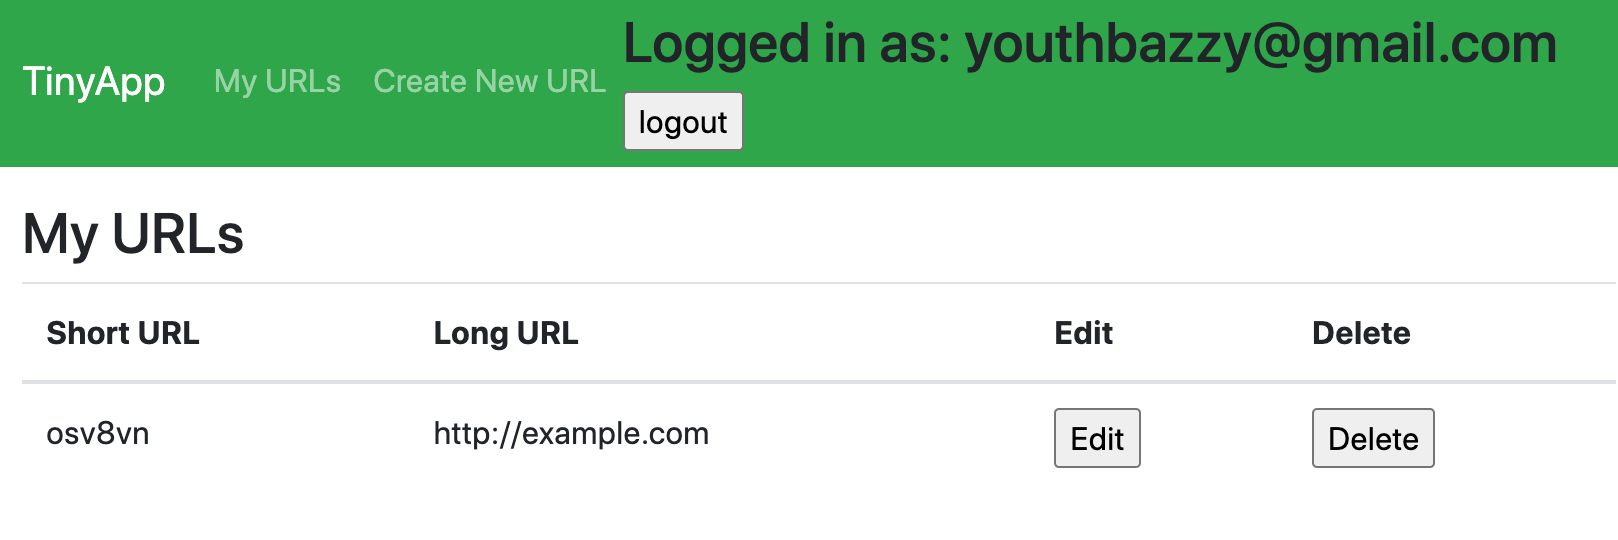 TinyApp My URLs Create New URL
Logged in as: youthbazzy@gmail.com
logout
My URLs
Short URL Long URL Edit Delete
osv8vn http://example.com Edit Delete